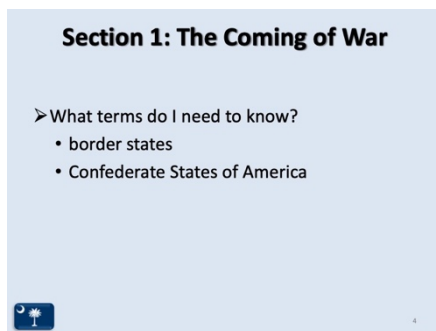 Section 1: The Coming of War
➢What terms do I need to know?
• border states
• Confederate States of America
4